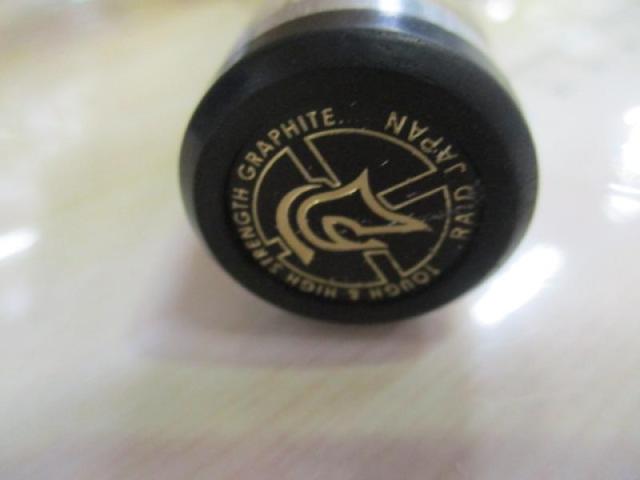 RAID JAPAN
TOUGH & HIGH STRENGTH GRAPHITE